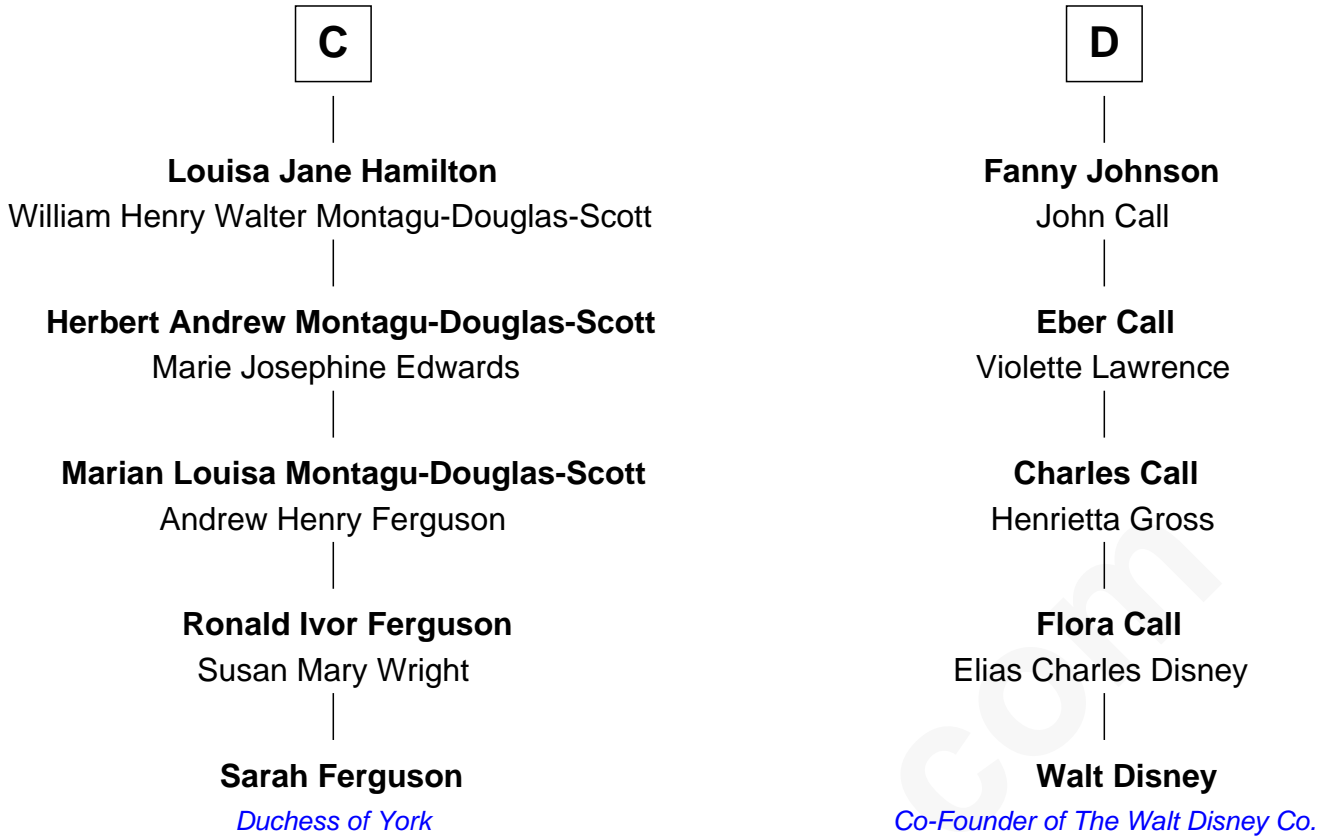 C
Louisa Jane Hamilton
William Henry Walter Montagu-Douglas-Scott
Herbert Andrew Montagu-Douglas-Scott
Marie Josephine Edwards
Marian Louisa Montagu-Douglas-Scott
Andrew Henry Ferguson
Ronald Ivor Ferguson
Susan Mary Wright
Sarah Ferguson
Duchess of York
D
Fanny Johnson
John Call
Eber Call
Violette Lawrence
Charles Call
Henrietta Gross
Flora Call
Elias Charles Disney
Walt Disney
Co-Founder of The Walt Disney Co.
com